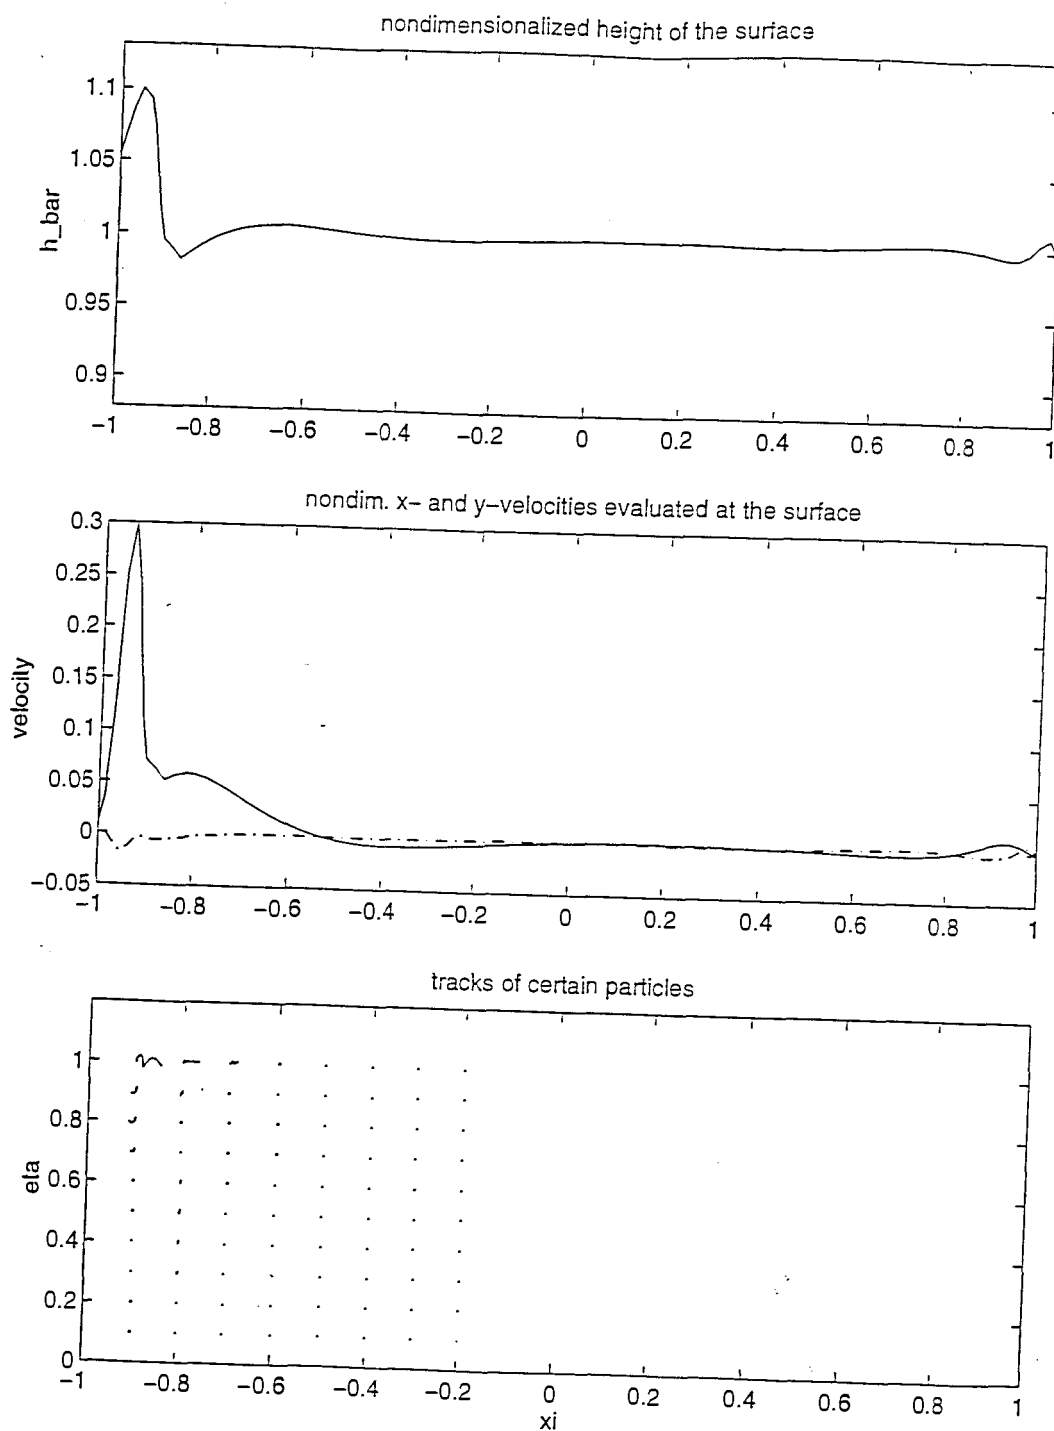 nondimensionalized height of the surface
1.1
1.05
1
0.95
0.9
h_bar
−1 −0.8 −0.6 −0.4 −0.2 0 0.2 0.4 0.6 0.8 1
nondim. x− and y−velocities evaluated at the surface
0.3
0.25
0.2
0.15
0.1
0.05
0
−0.05
velocity
−1 −0.8 −0.6 −0.4 −0.2 0 0.2 0.4 0.6 0.8 1
tracks of certain particles
1
0.8
0.6
0.4
0.2
0
eta
−1 −0.8 −0.6 −0.4 −0.2 0 0.2 0.4 0.6 0.8 1
xi